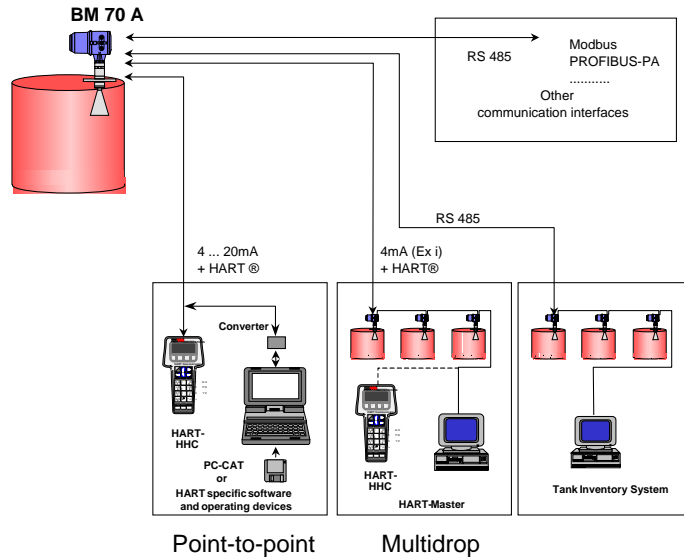 BM 70 A
RS 485
Modbus
PROFIBUS-PA
...........
Other
communication interfaces
RS 485
4 ... 20mA
+ HART ®
4mA (Ex i)
+ HART®
Converter
HART-
HHC
PC-CAT
or
HART specific software
and operating devices
HART-
HHC
HART-Master
Tank Inventory System
Point-to-point
Multidrop